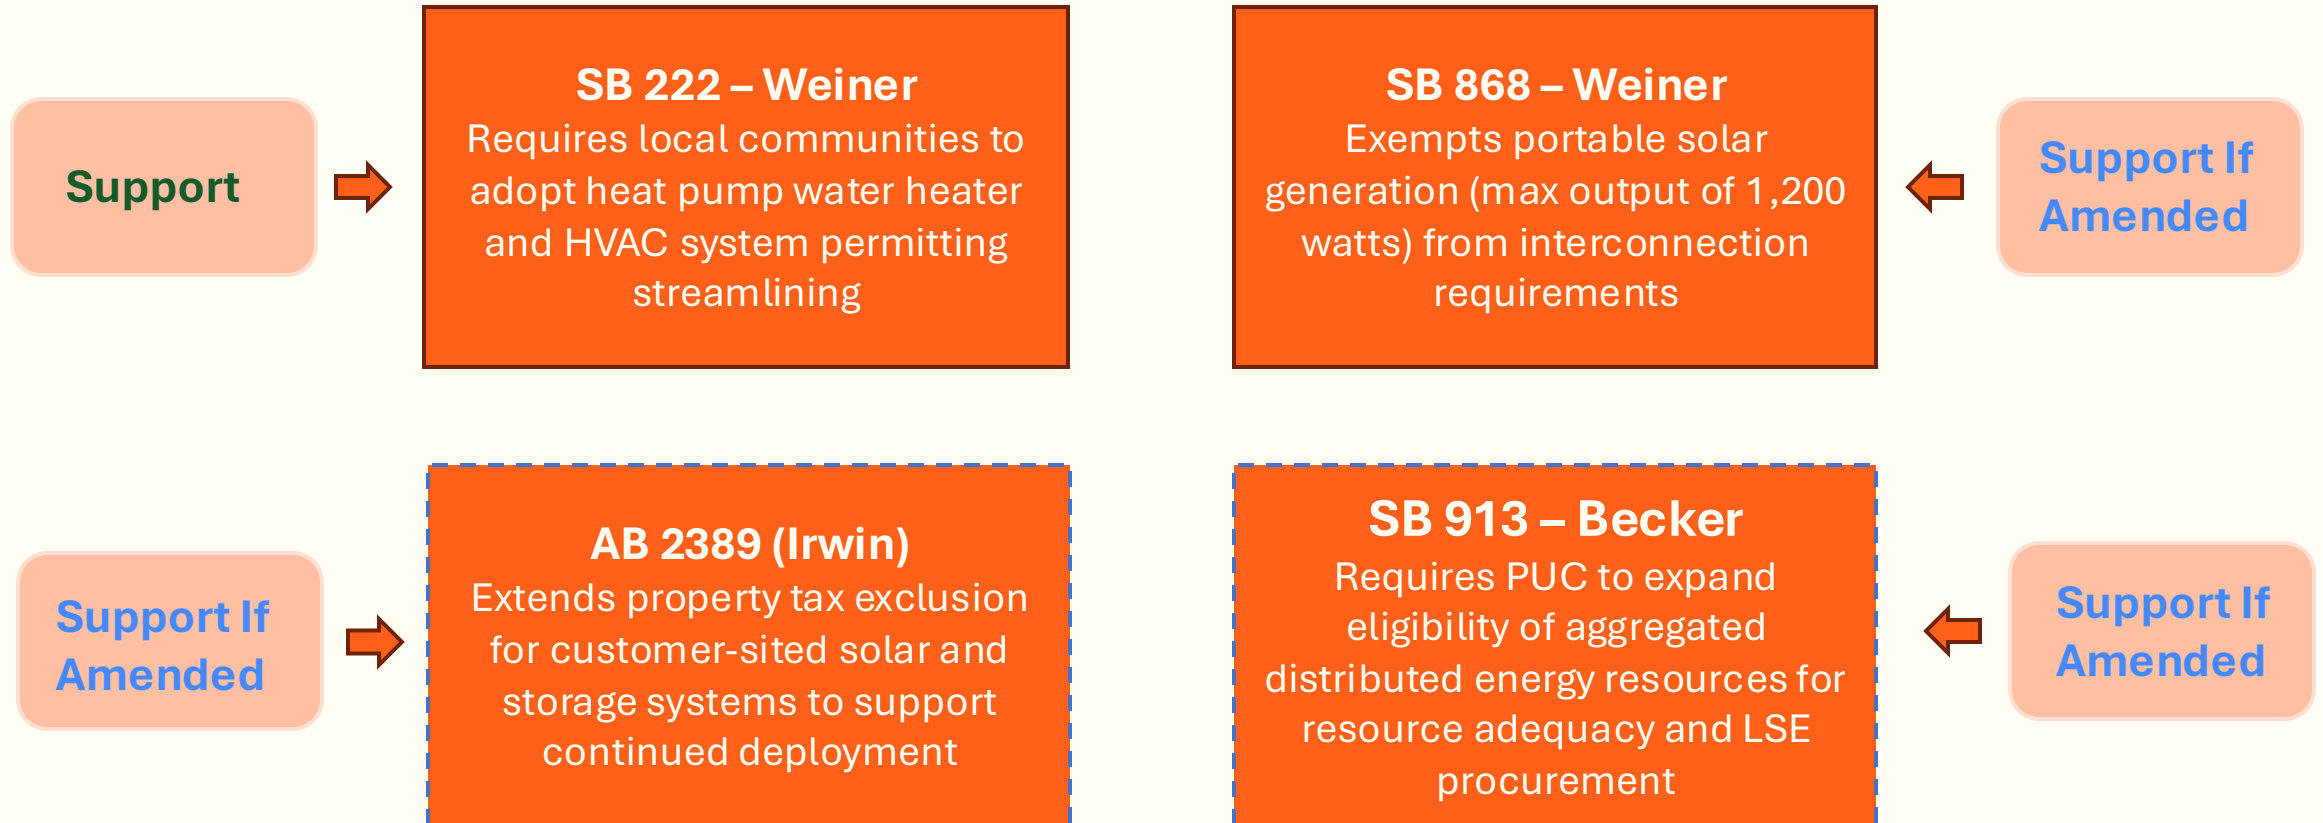 Support
SB 222 – Weiner
Requires local communities to
adopt heat pump water heater
and HVAC system permitting
streamlining
SB 868 – Weiner
Exempts portable solar
generation (max output of 1,200
watts) from interconnection
requirements
Support If
Amended
Support If
Amended
AB 2389 (Irwin)
Extends property tax exclusion
for customer-sited solar and
storage systems to support
continued deployment
SB 913 – Becker
Requires PUC to expand
eligibility of aggregated
distributed energy resources for
resource adequacy and LSE
procurement
Support If
Amended